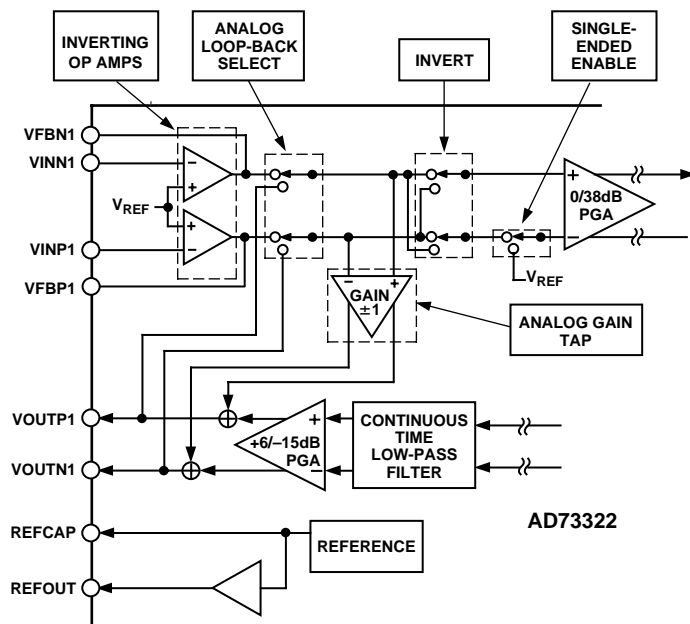 INVERTING
OP AMPS
ANALOG
LOOP-BACK
SELECT
INVERT
SINGLE-
ENDED
ENABLE
VFBN1
VINN1
VREF
VINP1
VFBP1
–
+
+
–
+
0/38dB
PGA
–
VREF
–
+
GAIN
±1
ANALOG GAIN
TAP
VOUTP1
VOUTN1
+
+6/–15dB
PGA
–
CONTINUOUS
TIME
LOW-PASS
FILTER
AD73322
REFCAP
REFERENCE
REFOUT